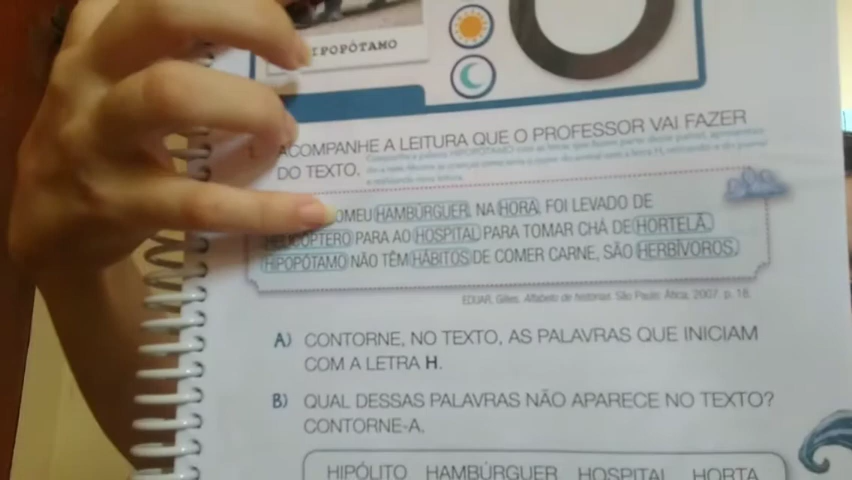 IPOPÓTAMO
ACOMPANHE A LEITURA QUE O PROFESSOR VAI FAZER
DO TEXTO.
OMEU HAMBÚRGUER, NA HORA, FOI LEVADO DE
HELICÓPTERO PARA AO HOSPITAL PARA TOMAR CHÁ DE HORTELÃ.
HIPOPÓTAMO NÃO TÊM HÁBITOS DE COMER CARNE, SÃO HERBÍVOROS.
EDUAR, Giles. Alfabeto de histórias. São Paulo: Ática, 2007. p. 18.
A) CONTORNE, NO TEXTO, AS PALAVRAS QUE INICIAM
COM A LETRA H.
B) QUAL DESSAS PALAVRAS NÃO APARECE NO TEXTO?
CONTORNE-A.
HIPÓLITO HAMBÚRGUER HOSPITAL HORTA